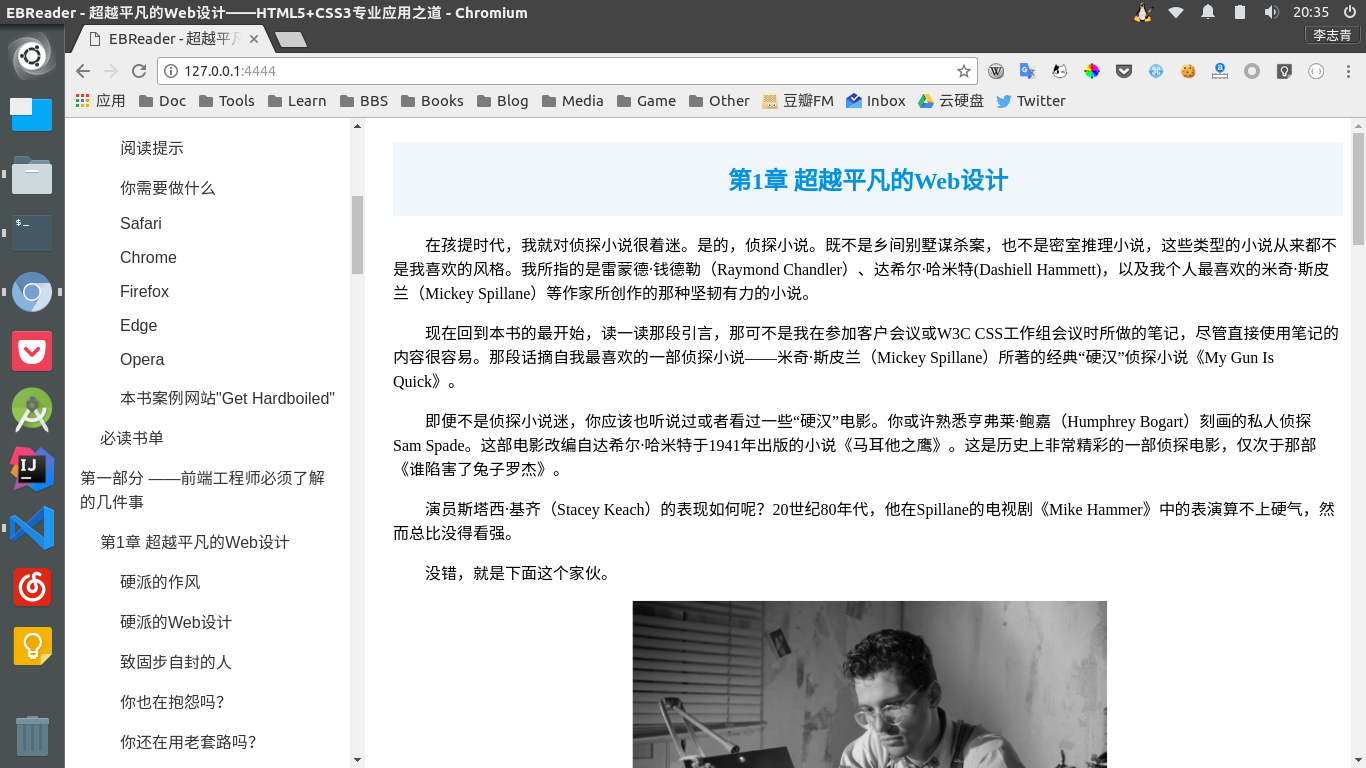 EBReader - 超越平凡的Web设计——HTML5+CSS3专业应用之道 - Chromium
20:35
EBReader - 超越平
李志青
127.0.0.1:4444
应用 Doc Tools Learn BBS Books Blog Media Game Other 豆瓣FM Inbox 云硬盘 Twitter
阅读提示
你需要做什么
Safari
Chrome
Firefox
Edge
Opera
本书案例网站"Get Hardboiled"
必读书单
第一部分 ——前端工程师必须了解
的几件事
第1章 超越平凡的Web设计
硬派的作风
硬派的Web设计
致固步自封的人
你也在抱怨吗?
你还在用老套路吗?
第1章 超越平凡的Web设计
在孩提时代，我就对侦探小说很着迷。是的，侦探小说。既不是乡间别墅谋杀案，也不是密室推理小说，这些类型的小说从来都不
是我喜欢的风格。我所指的是雷蒙德·钱德勒（Raymond Chandler）、达希尔·哈米特(Dashiell Hammett)，以及我个人最喜欢的米奇·斯皮
兰（Mickey Spillane）等作家所创作的那种坚韧有力的小说。
现在回到本书的最开始，读一读那段引言，那可不是我在参加客户会议或W3C CSS工作组会议时所做的笔记，尽管直接使用笔记的
内容很容易。那段话摘自我最喜欢的一部侦探小说——米奇·斯皮兰（Mickey Spillane）所著的经典“硬汉”侦探小说《My Gun Is
Quick》。
即便不是侦探小说迷，你应该也听说过或者看过一些“硬汉”电影。你或许熟悉亨弗莱·鲍嘉（Humphrey Bogart）刻画的私人侦探
Sam Spade。这部电影改编自达希尔·哈米特于1941年出版的小说《马耳他之鹰》。这是历史上非常精彩的一部侦探电影，仅次于那部
《谁陷害了兔子罗杰》。
演员斯塔西·基齐（Stacey Keach）的表现如何呢？20世纪80年代，他在Spillane的电视剧《Mike Hammer》中的表演算不上硬气，然
而总比没得看强。
没错，就是下面这个家伙。